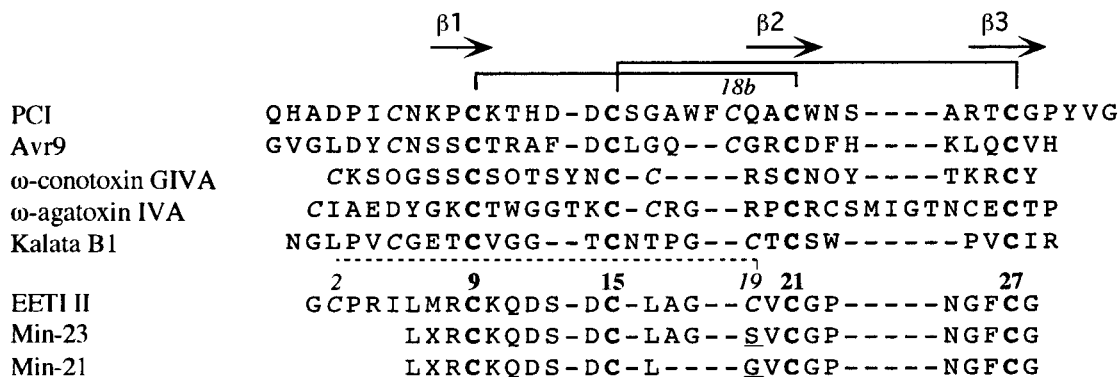 β1 β2 β3
18b
PCI QHADPICNKPCKTHD-DCSGAWFCQACWNS----ARTCGPYVG
Avr9 GVGLDYCNSSCTRAF-DCLGQ--CGRCDFH----KLQCVH
ω-conotoxin GIVA CKSOGSSCSOTSYNC-C----RSCNOY----TKRCY
ω-agatoxin IVA CIAEDYGKCTWGGTKC-CRG--RPCRCSMIGTNCECTP
Kalata B1 NGLPVCGETCVGG--TCNTPG--CTCSW------PVCIR
2 9 15 19 21 27
EETI II GCPRILMRCKQDS-DC-LAG--CVCGP-----NGFCG
Min-23 LXRCKQDS-DC-LAG--SVCGP-----NGFCG
Min-21 LXRCKQDS-DC-L----GVCGP-----NGFCG